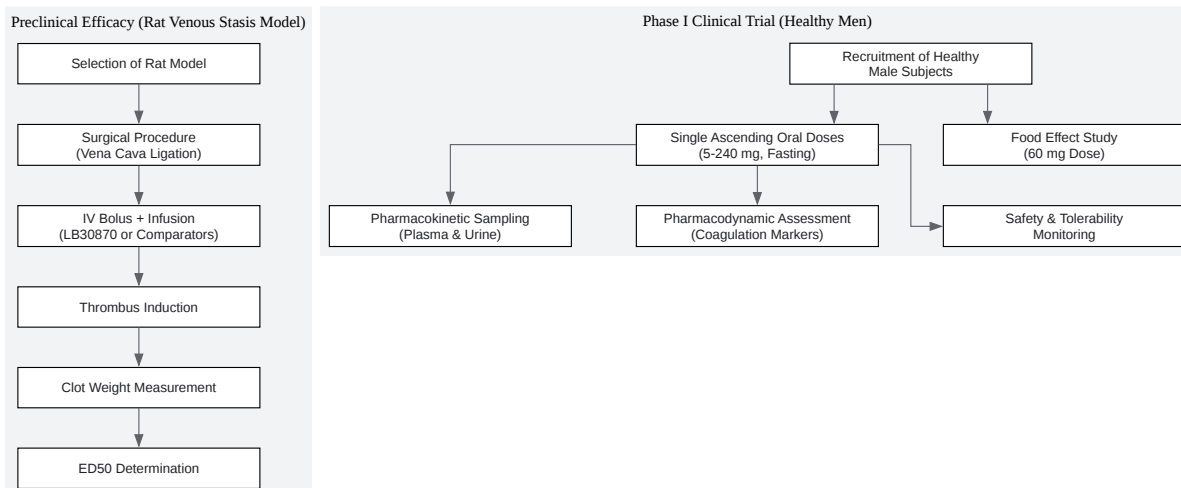 Preclinical Efficacy (Rat Venous Stasis Model)
Selection of Rat Model
Surgical Procedure
(Vena Cava Ligation)
IV Bolus + Infusion
(LB30870 or Comparators)
Thrombus Induction
Clot Weight Measurement
ED50 Determination
Phase I Clinical Trial (Healthy Men)
Recruitment of Healthy
Male Subjects
Single Ascending Oral Doses
(5-240 mg, Fasting)
Food Effect Study
(60 mg Dose)
Pharmacokinetic Sampling
(Plasma & Urine)
Pharmacodynamic Assessment
(Coagulation Markers)
Safety & Tolerability
Monitoring